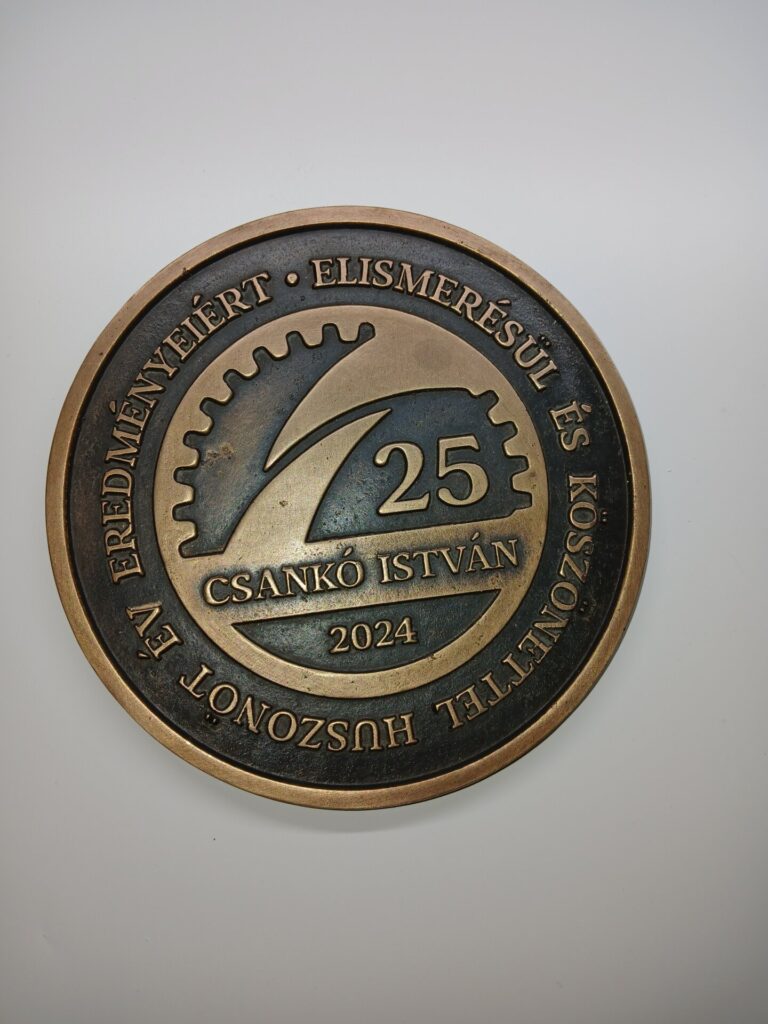 ELISMERÉSÜL ÉS KÖSZÖNETTEL HUSZONÖT ÉV EREDMÉNYEIÉRT •
25
CSANKÓ ISTVÁN
2024